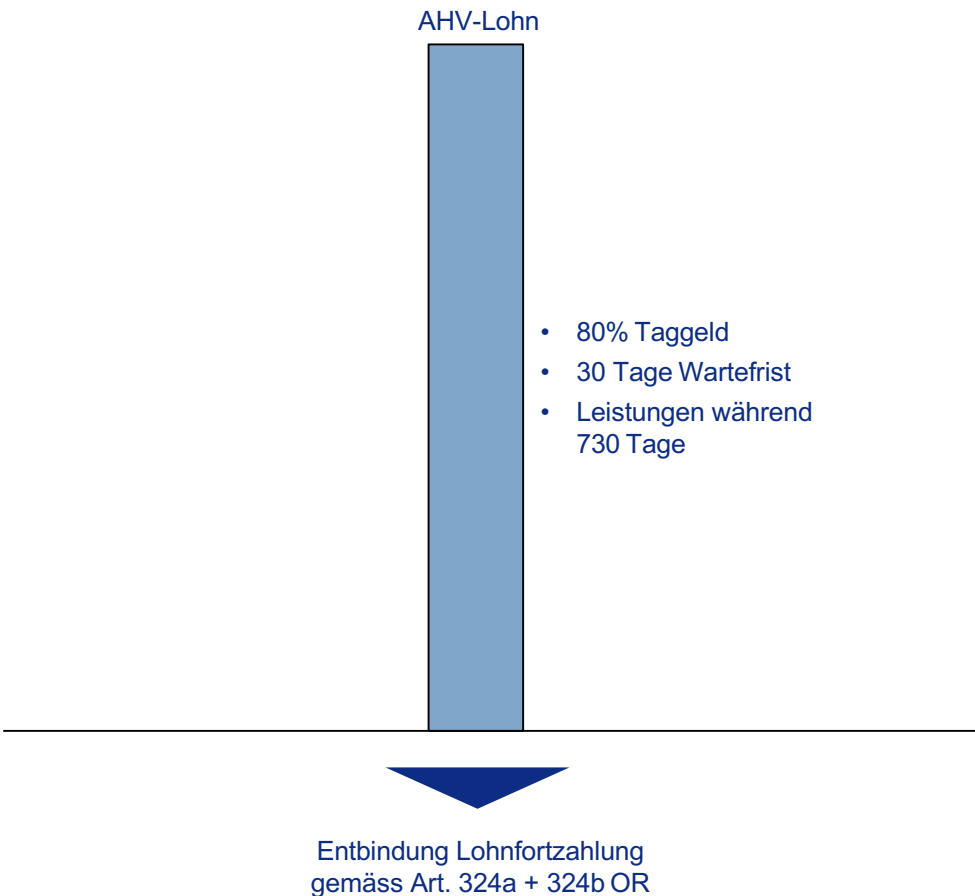 AHV-Lohn
• 80% Taggeld
• 30 Tage Wartefrist
• Leistungen während
730 Tage
Entbindung Lohnfortzahlung
gemäss Art. 324a + 324b OR